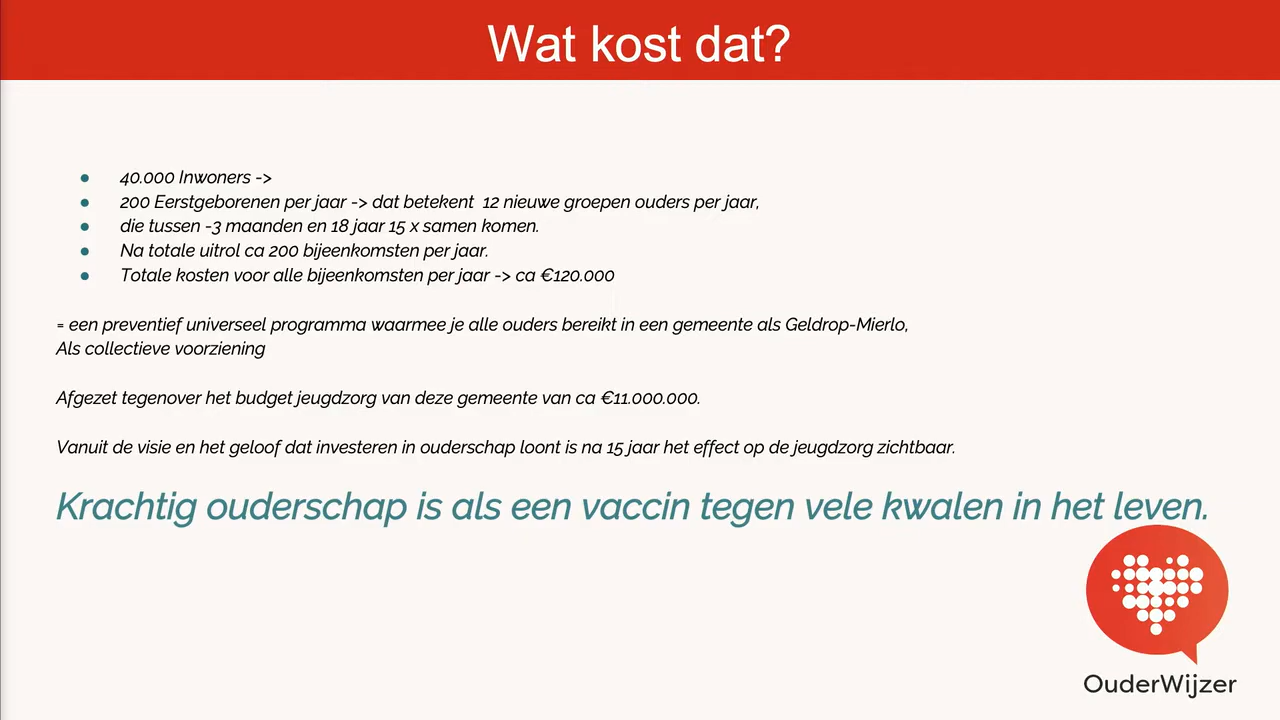 Wat kost dat?
● 40.000 Inwoners ->
● 200 Eerstgeborenen per jaar -> dat betekent  12 nieuwe groepen ouders per jaar,
● die tussen -3 maanden en 18 jaar 15 x samen komen.
● Na totale uitrol ca 200 bijeenkomsten per jaar.
● Totale kosten voor alle bijeenkomsten per jaar -> ca €120.000
= een preventief universeel programma waarmee je alle ouders bereikt in een gemeente als Geldrop-Mierlo,
Als collectieve voorziening
Afgezet tegenover het budget jeugdzorg van deze gemeente van ca €11.000.000.
Vanuit de visie en het geloof dat investeren in ouderschap loont is na 15 jaar het effect op de jeugdzorg zichtbaar.
Krachtig ouderschap is als een vaccin tegen vele kwalen in het leven.
OuderWijzer